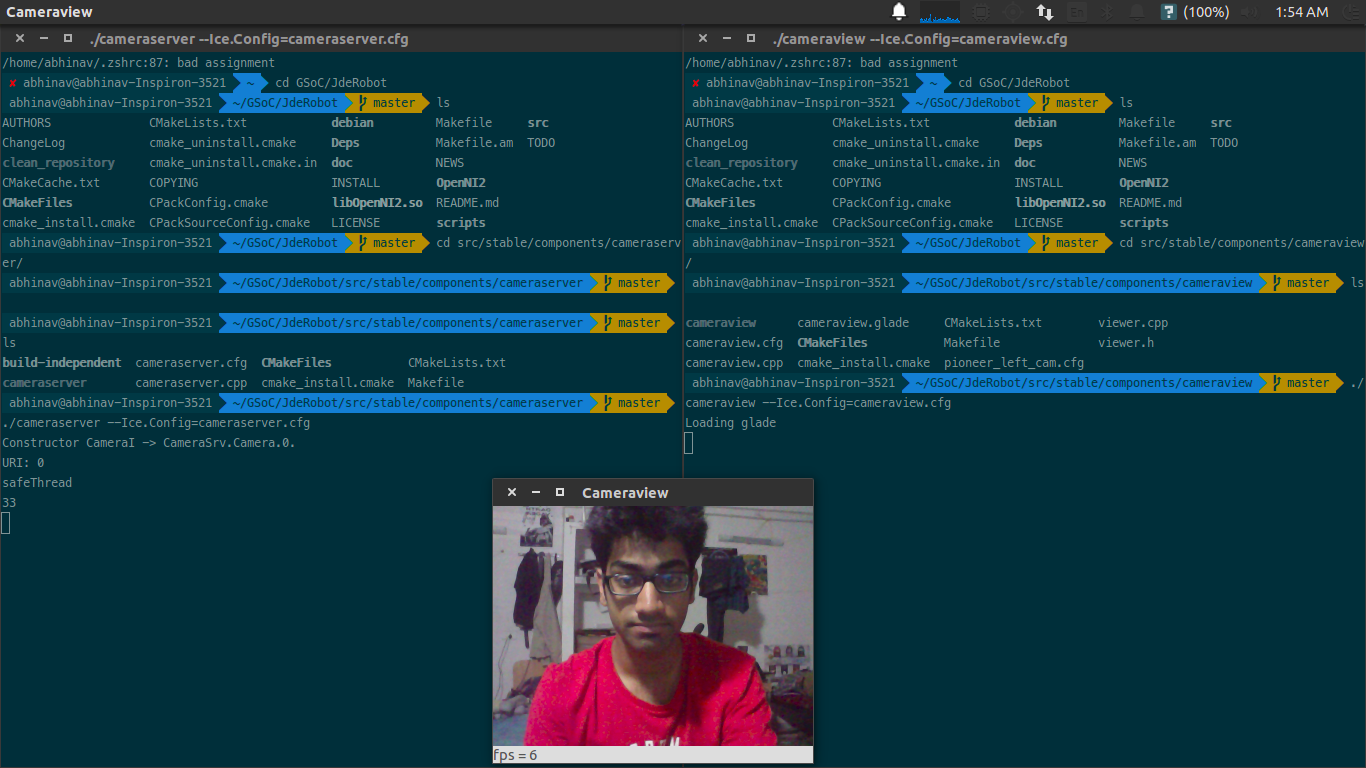 Cameraview
En
? (100%)
1:54 AM
./cameraserver --Ice.Config=cameraserver.cfg
/home/abhinav/.zshrc:87: bad assignment
✘ abhinav@abhinav-Inspiron-3521 ~ cd GSoC/JdeRobot
abhinav@abhinav-Inspiron-3521 ~/GSoC/JdeRobot master ls
AUTHORS CMakeLists.txt debian Makefile src
ChangeLog cmake_uninstall.cmake Deps Makefile.am TODO
clean_repository cmake_uninstall.cmake.in doc NEWS
CMakeCache.txt COPYING INSTALL OpenNI2
CMakeFiles CPackConfig.cmake libOpenNI2.so README.md
cmake_install.cmake CPackSourceConfig.cmake LICENSE scripts
abhinav@abhinav-Inspiron-3521 ~/GSoC/JdeRobot master cd src/stable/components/cameraserv
er/
abhinav@abhinav-Inspiron-3521 ~/GSoC/JdeRobot/src/stable/components/cameraserver master
abhinav@abhinav-Inspiron-3521 ~/GSoC/JdeRobot/src/stable/components/cameraserver master
ls
build-independent cameraserver.cfg CMakeFiles CMakeLists.txt
cameraserver cameraserver.cpp cmake_install.cmake Makefile
abhinav@abhinav-Inspiron-3521 ~/GSoC/JdeRobot/src/stable/components/cameraserver master
./cameraserver --Ice.Config=cameraserver.cfg
Constructor CameraI -> CameraSrv.Camera.0.
URI: 0
safeThread
33
./cameraview --Ice.Config=cameraview.cfg
/home/abhinav/.zshrc:87: bad assignment
✘ abhinav@abhinav-Inspiron-3521 ~ cd GSoC/JdeRobot
abhinav@abhinav-Inspiron-3521 ~/GSoC/JdeRobot master ls
AUTHORS CMakeLists.txt debian Makefile src
ChangeLog cmake_uninstall.cmake Deps Makefile.am TODO
clean_repository cmake_uninstall.cmake.in doc NEWS
CMakeCache.txt COPYING INSTALL OpenNI2
CMakeFiles CPackConfig.cmake libOpenNI2.so README.md
cmake_install.cmake CPackSourceConfig.cmake LICENSE scripts
abhinav@abhinav-Inspiron-3521 ~/GSoC/JdeRobot master cd src/stable/components/cameraview
/
abhinav@abhinav-Inspiron-3521 ~/GSoC/JdeRobot/src/stable/components/cameraview master ls
cameraview cameraview.glade CMakeLists.txt viewer.cpp
cameraview.cfg CMakeFiles Makefile viewer.h
cameraview.cpp cmake_install.cmake pioneer_left_cam.cfg
abhinav@abhinav-Inspiron-3521 ~/GSoC/JdeRobot/src/stable/components/cameraview master ./
cameraview --Ice.Config=cameraview.cfg
Loading glade
Cameraview
fps = 6